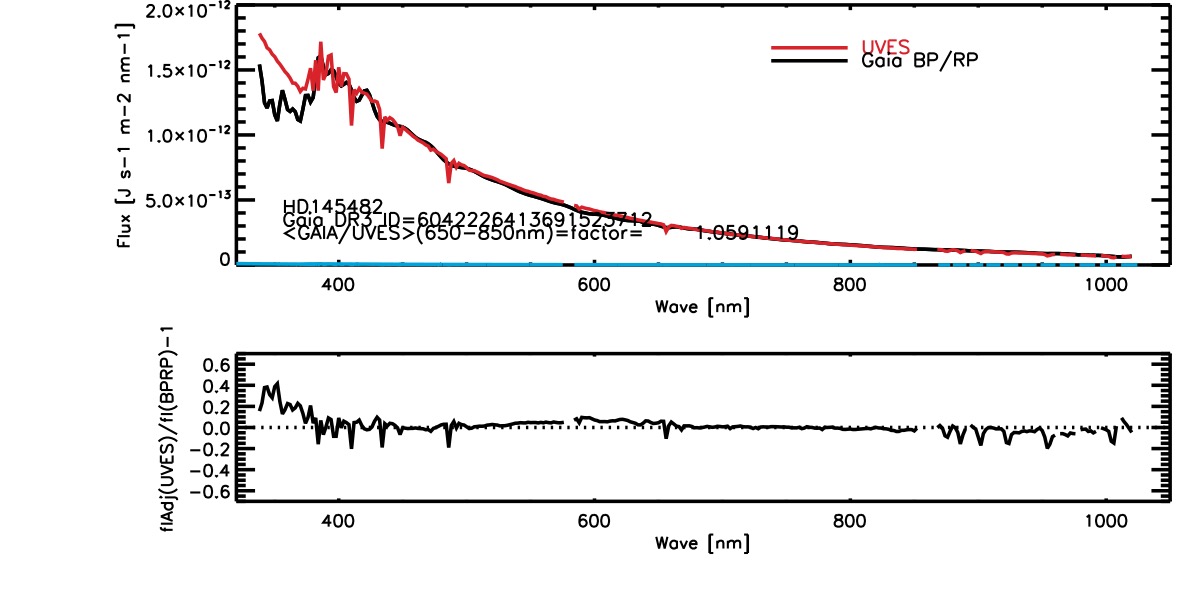 2.0×10−12
1.5×10−12
1.0×10−12
5.0×10−13
0
Flux [J s−1 m−2 nm−1]
UVES
Gaia BP/RP
HD145482
Gaia DR3 ID=6042226413691523712
<GAIA/UVES>(650−850nm)=factor= 1.0591119
400 600 800 1000
Wave [nm]
flAdj(UVES)/fl(BPRP)−1
0.6
0.4
0.2
0.0
−0.2
−0.4
−0.6
400 600 800 1000
Wave [nm]